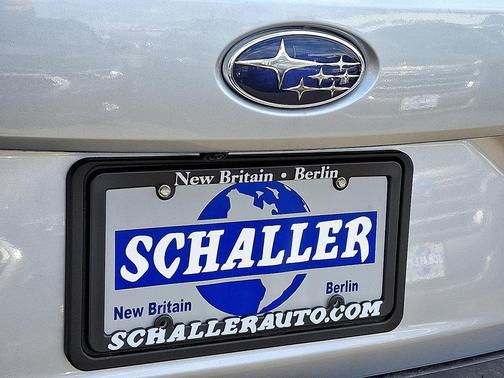 New Britain • Berlin
SCHALLER
New Britain Berlin
SCHALLERAUTO.COM